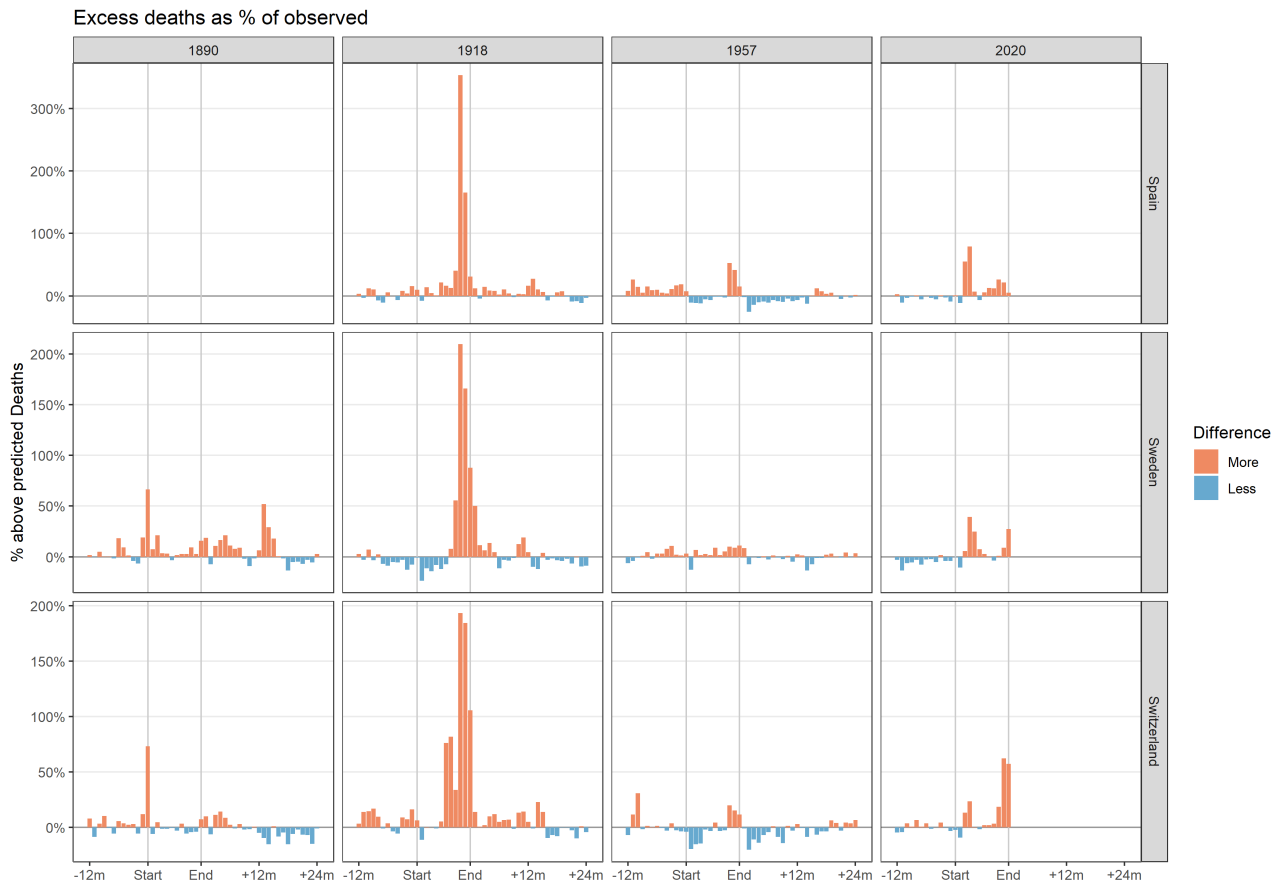 Excess deaths as % of observed
1890 1918 1957 2020
300%
200%
100%
0%
Spain
200%
150%
100%
50%
0%
Sweden
200%
150%
100%
50%
0%
Switzerland
% above predicted Deaths
-12m Start End +12m +24m -12m Start End +12m +24m -12m Start End +12m +24m -12m Start End +12m +24m
Difference
More
Less